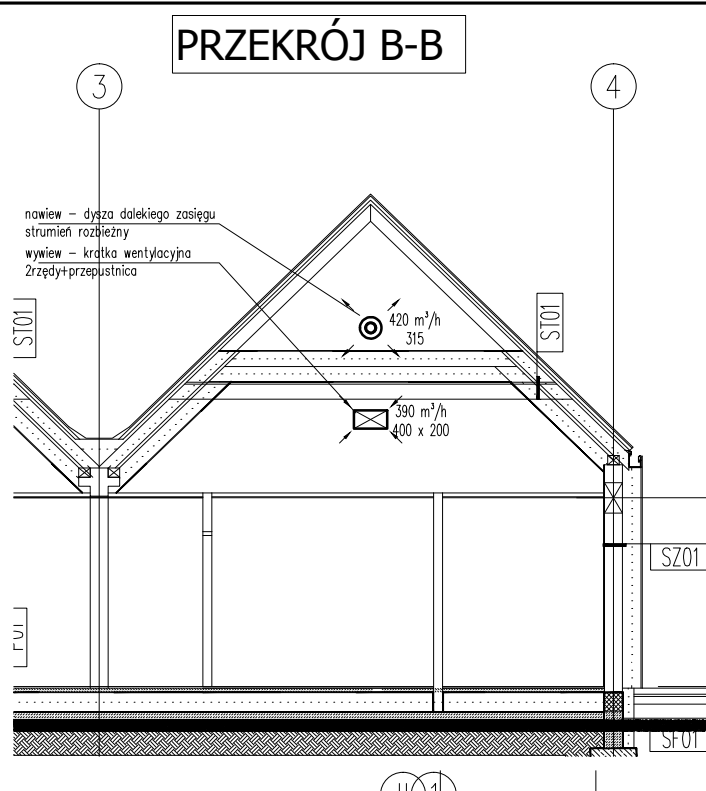 PRZEKRÓJ B-B
3
4
nawiew – dysza dalekiego zasięgu
strumień rozbieżny
wywiew – kratka wentylacyjna
2rzędy+przepustnica
ST01
ST01
420 m³/h
315
390 m³/h
400 x 200
SZ01
SF01
1